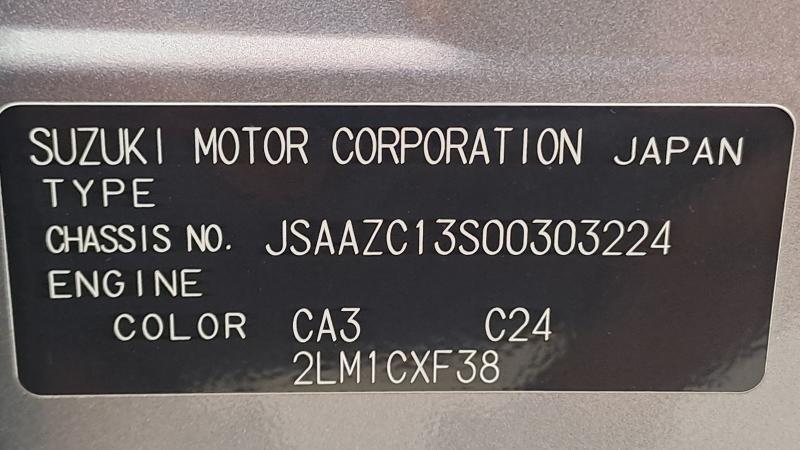 SUZUKI MOTOR CORPORATION JAPAN
TYPE
CHASSIS NO. JSAAZC13S00303224
ENGINE
COLOR CA3 C24
2LM1CXF38